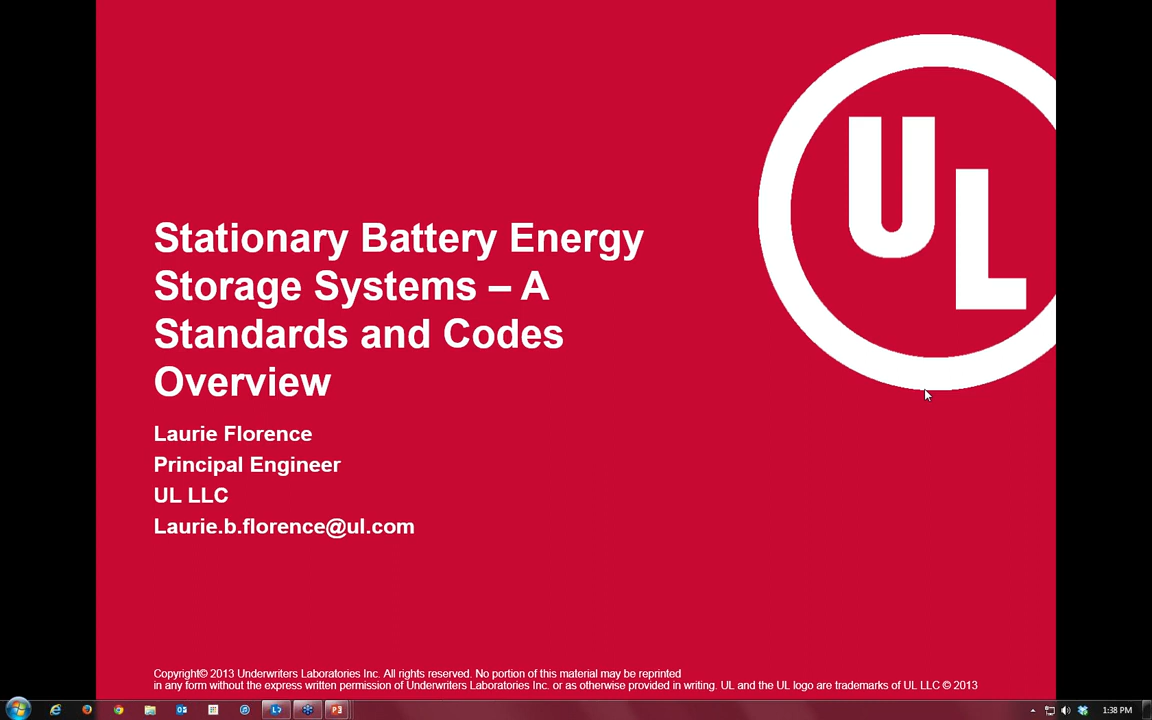 UL
Stationary Battery Energy
Storage Systems – A
Standards and Codes
Overview
Laurie Florence
Principal Engineer
UL LLC
Laurie.b.florence@ul.com
Copyright© 2013 Underwriters Laboratories Inc. All rights reserved. No portion of this material may be reprinted
in any form without the express written permission of Underwriters Laboratories Inc. or as otherwise provided in writing. UL and the UL logo are trademarks of UL LLC © 2013
1:38 PM